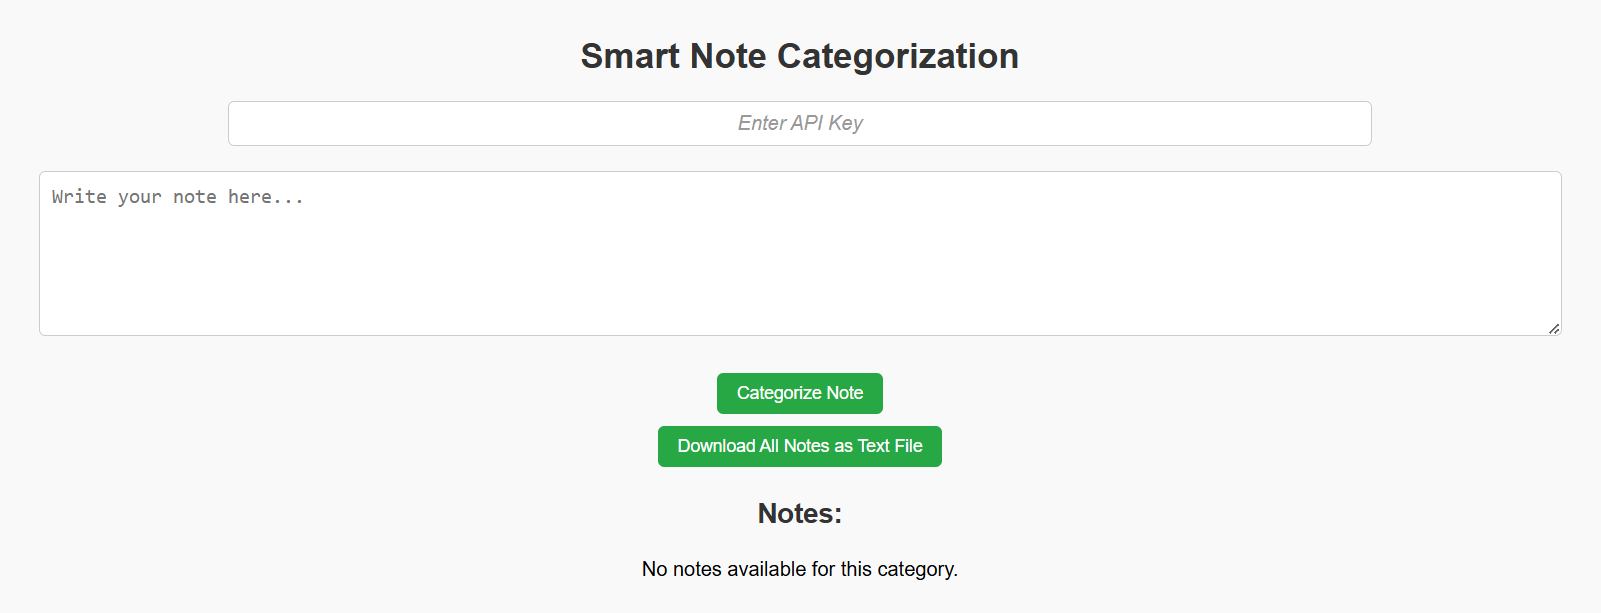 Smart Note Categorization
Enter API Key
Write your note here...
Categorize Note
Download All Notes as Text File
Notes:
No notes available for this category.